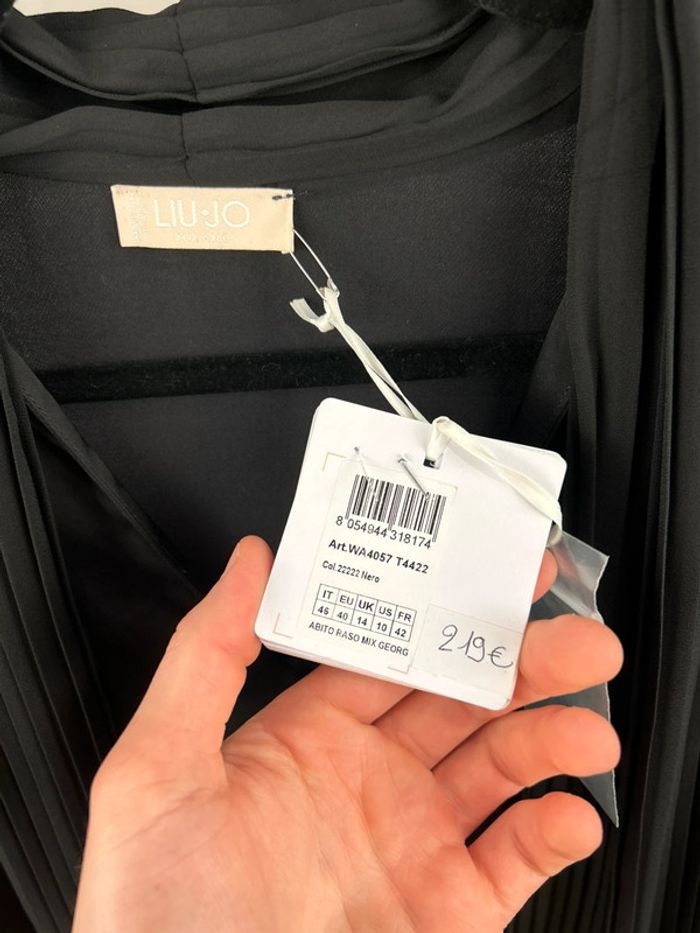 LIU·JO
8 054944 318174
Art.WA4057 T4422
Col.22222 Nero
IT EU UK US FR
46 40 14 10 42
ABITO RASO MIX GEORG
219€